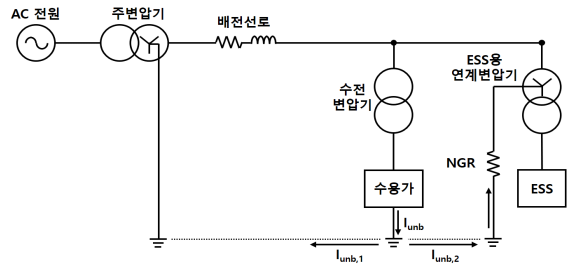 AC 전원
주변압기
배전선로
수전
변압기
ESS용
연계변압기
NGR
수용가
ESS
Iunb
Iunb,1
Iunb,2